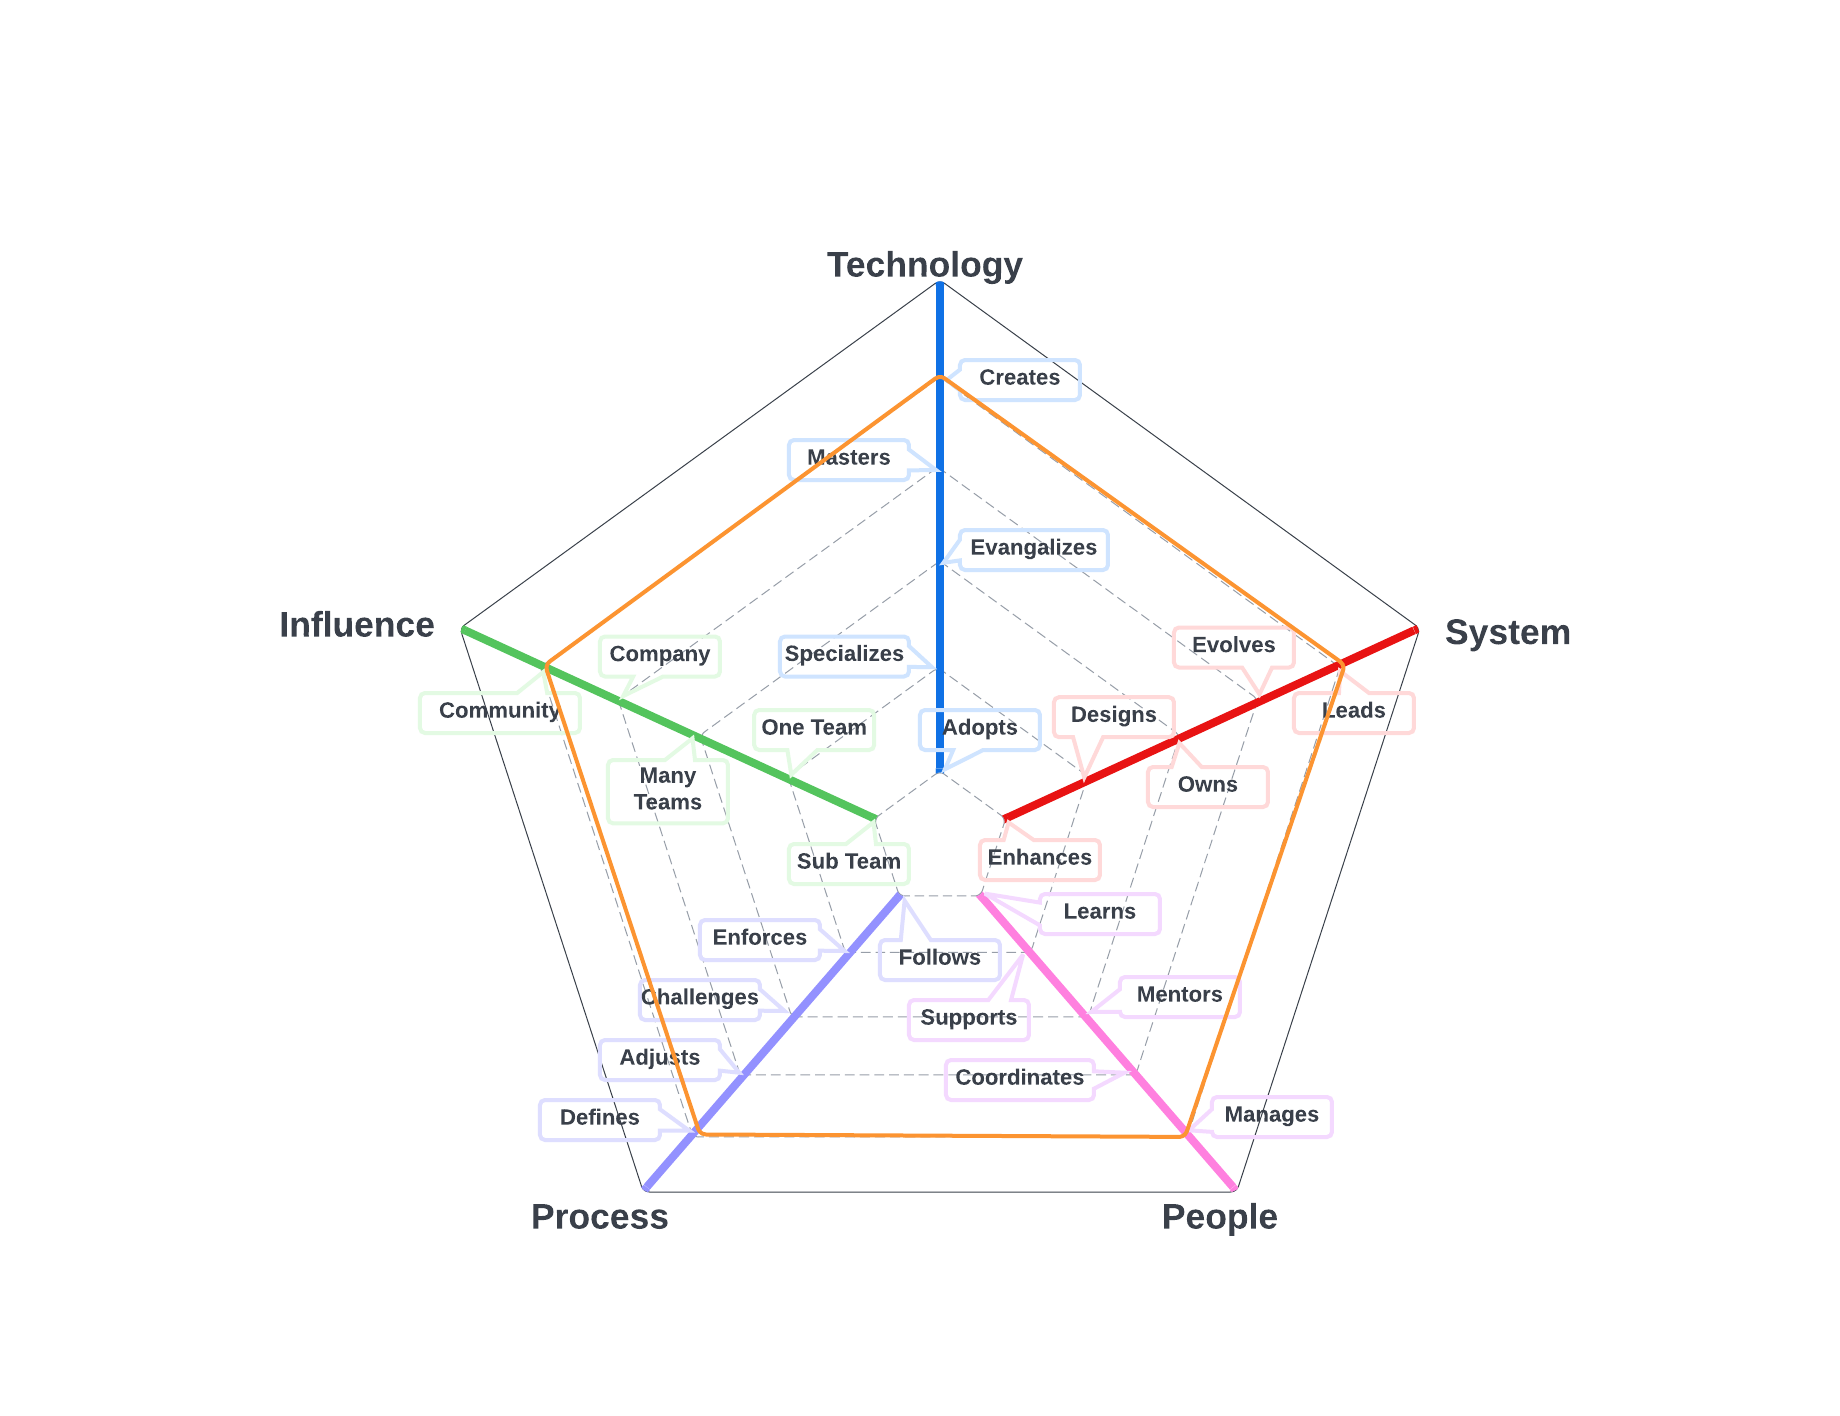 Technology
Creates
Masters
Evangalizes
Influence
System
Evolves
Company
Specializes
Community
Leads
Designs
One Team
Adopts
Many
Teams
Owns
Enhances
Sub Team
Learns
Enforces
Follows
Mentors
Challenges
Supports
Adjusts
Coordinates
Defines
Manages
Process
People